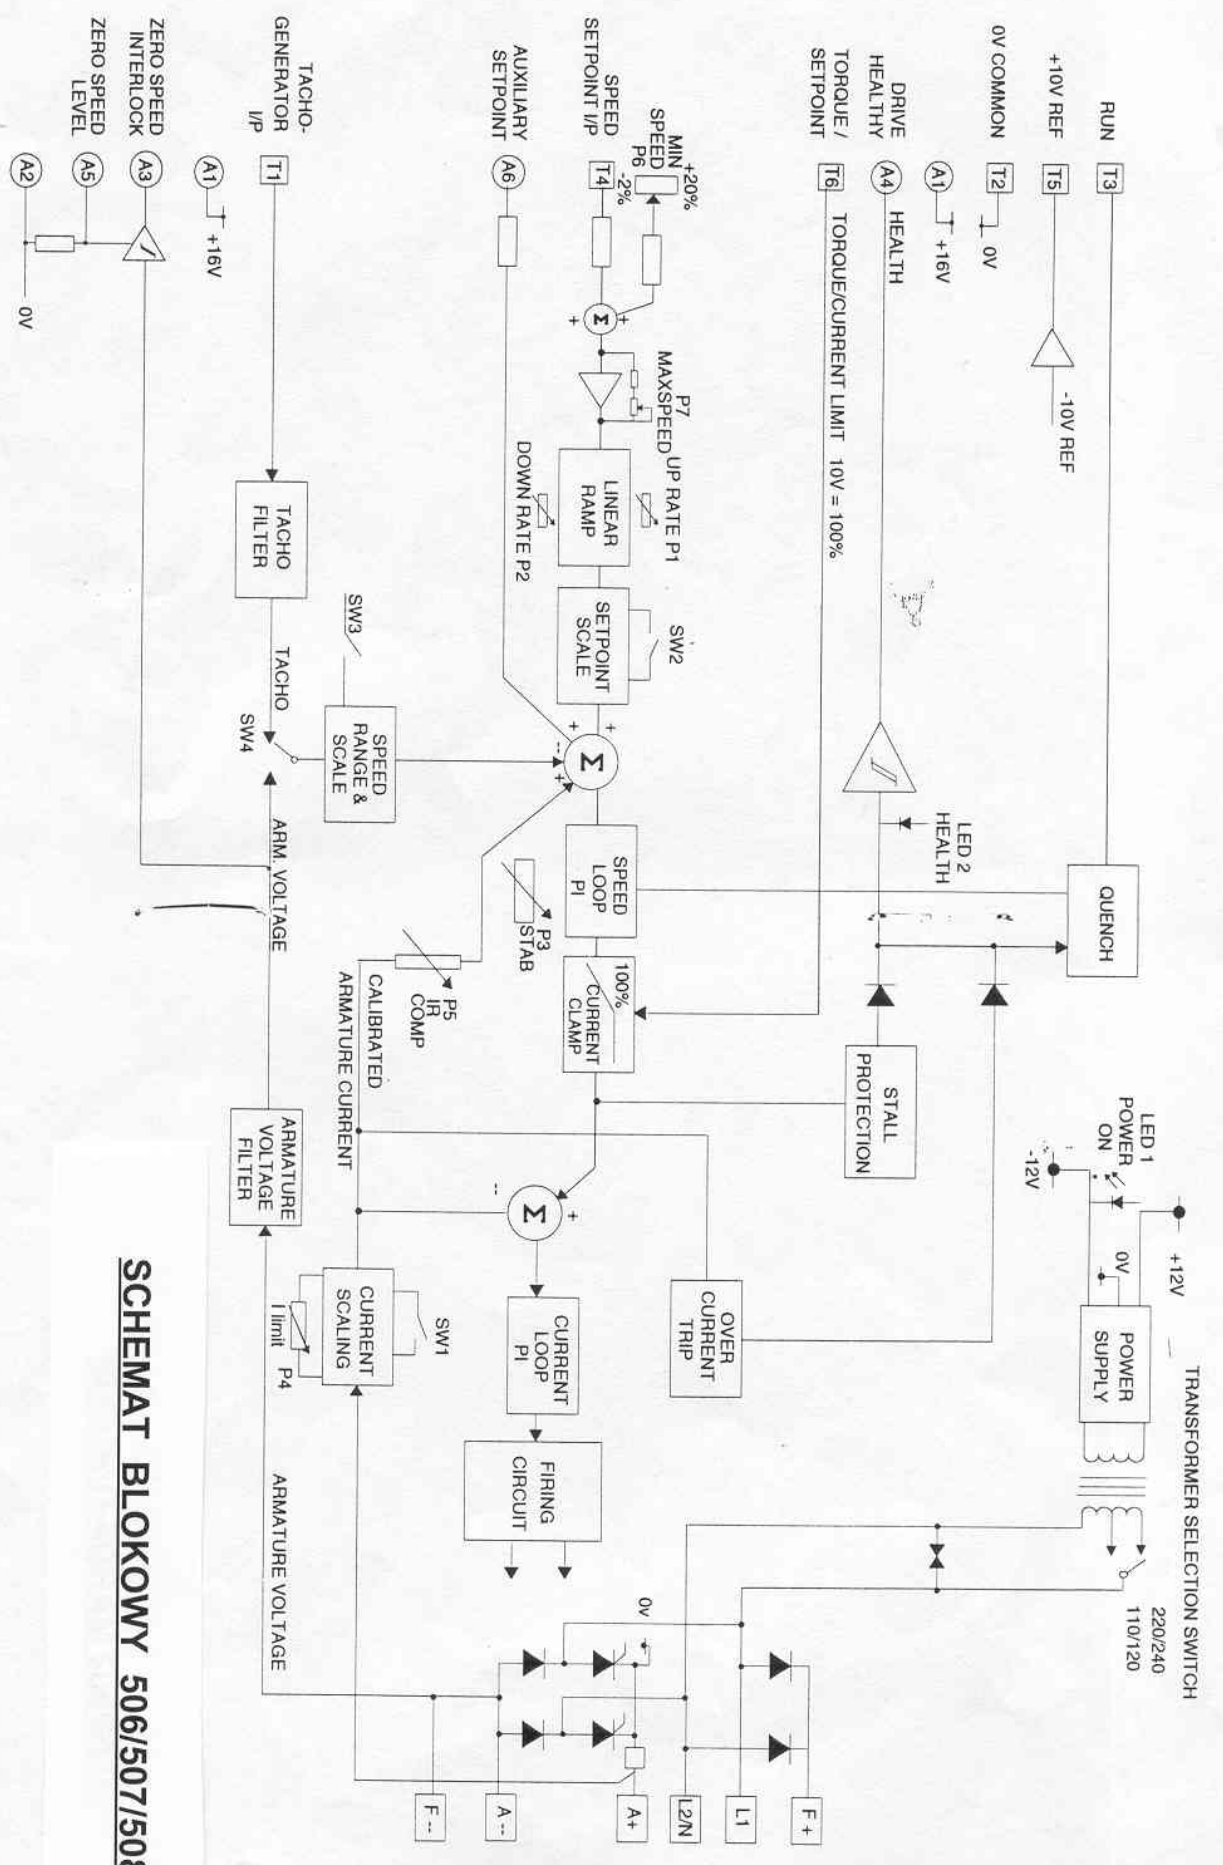 TRANSFORMER SELECTION SWITCH
220/240
110/120
RUN
T3
QUENCH
LED 1
POWER
ON
+12V
-12V
0V
POWER
SUPPLY
+10V REF
T5
-10V REF
0V COMMON
T2
0V
A1
+16V
DRIVE
HEALTHY
A4
HEALTH
LED 2
HEALTH
STALL
PROTECTION
TORQUE /
SETPOINT
T6
TORQUE/CURRENT LIMIT 10V = 100%
OVER
CURRENT
TRIP
MIN
SPEED
P6
+20%
-2%
SPEED
SETPOINT I/P
T4
Σ
+
+
P7
MAXSPEED
UP RATE P1
LINEAR
RAMP
DOWN RATE P2
SW2
SETPOINT
SCALE
+
+
--
+
Σ
SPEED
LOOP
PI
P3
STAB
100%
CURRENT
CLAMP
AUXILIARY
SETPOINT
A6
P5
IR
COMP
Σ
+
--
CURRENT
LOOP
PI
FIRING
CIRCUIT
0v
F +
L1
L2/N
A+
A --
F --
SW3
SPEED
RANGE &
SCALE
CALIBRATED
ARMATURE CURRENT
SW1
CURRENT
SCALING
I limit P4
TACHO-
GENERATOR
I/P
T1
TACHO
FILTER
TACHO
SW4
ARM. VOLTAGE
ARMATURE
VOLTAGE
FILTER
ARMATURE VOLTAGE
A1
+16V
ZERO SPEED
INTERLOCK
A3
ZERO SPEED
LEVEL
A5
A2
0V
SCHEMAT BLOKOWY 506/507/508